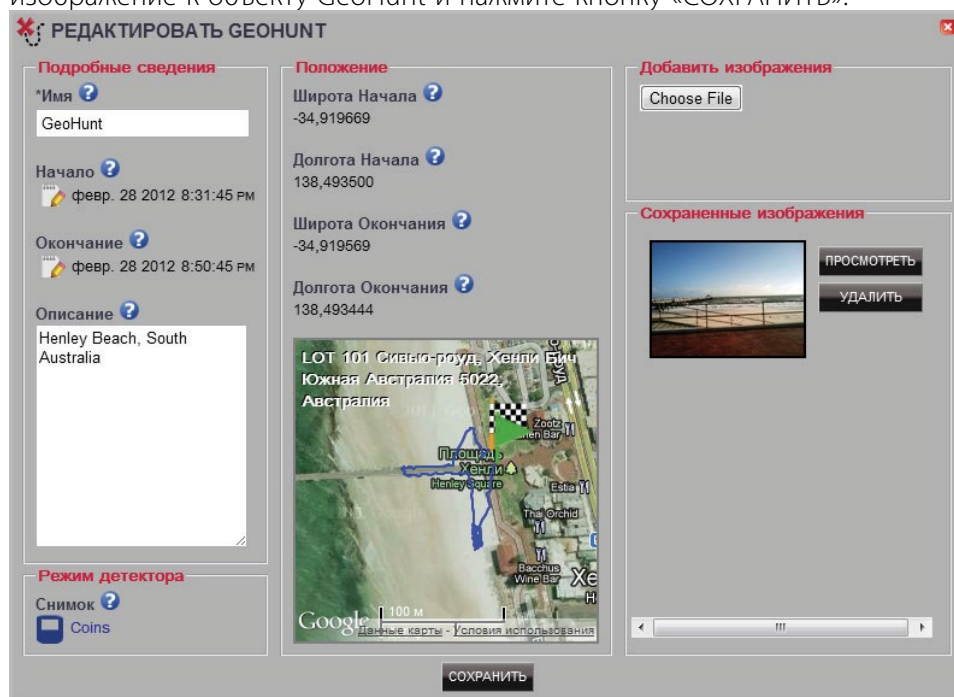 изображение к объекту GeoHunt и нажмите кнопку «СОХРАНИТЬ».
РЕДАКТИРОВАТЬ GEOHUNT
Подробные сведения
*Имя
GeoHunt
Начало
февр. 28 2012 8:31:45 PM
Окончание
февр. 28 2012 8:50:45 PM
Описание
Henley Beach, South
Australia
Режим детектора
Снимок
Coins
Положение
Широта Начала
-34,919669
Долгота Начала
138,493500
Широта Окончания
-34,919569
Долгота Окончания
138,493444
LOT 101 Сивью-роуд, Хенли Бич
Южная Австралия 5022,
Австралия
Zootz
Bar
Площадь
Хенли
Henley Square
Estia
Thai Orchid
Bacchus
Wine Bar
Хе
Google
100 м
Данные карты - Условия использования
Добавить изображения
Choose File
Сохраненные изображения
ПРОСМОТРЕТЬ
УДАЛИТЬ
СОХРАНИТЬ